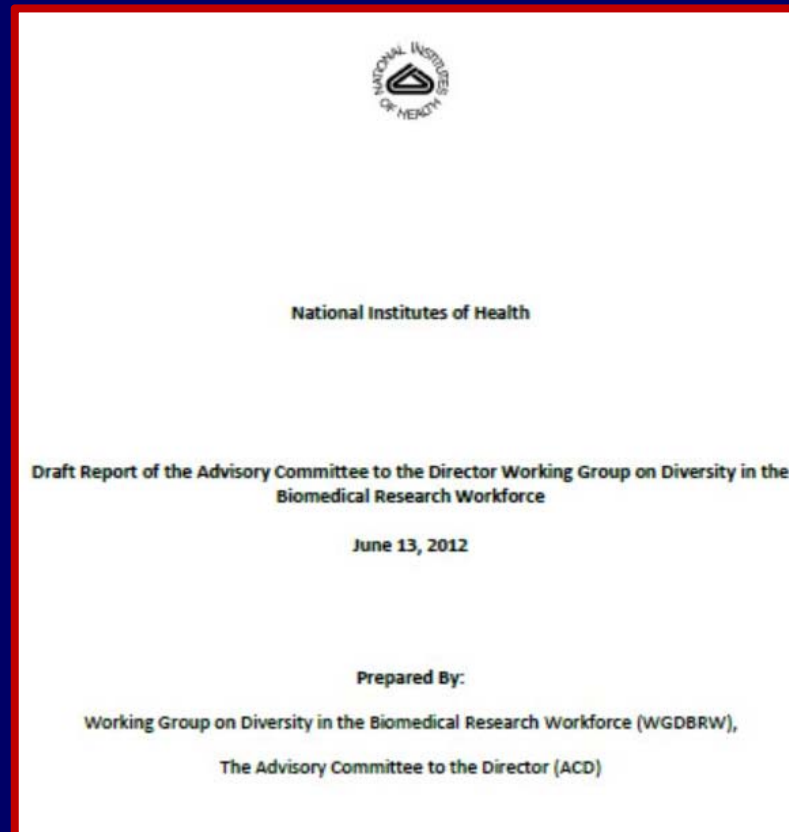 NATIONAL INSTITUTES
OF HEALTH
National Institutes of Health
Draft Report of the Advisory Committee to the Director Working Group on Diversity in the
Biomedical Research Workforce
June 13, 2012
Prepared By:
Working Group on Diversity in the Biomedical Research Workforce (WGDBRW),
The Advisory Committee to the Director (ACD)